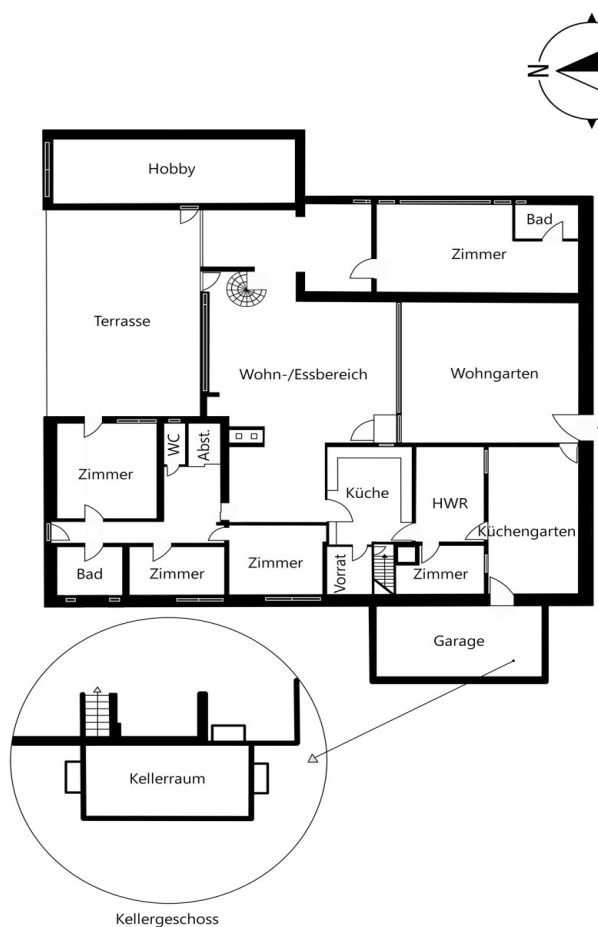 N
Hobby
Bad
Zimmer
Terrasse
Wohn-/Essbereich
Wohngarten
WC
Abst.
Zimmer
Küche
HWR
Küchengarten
Bad
Zimmer
Zimmer
Vorrat
Zimmer
Garage
Kellerraum
Kellergeschoss